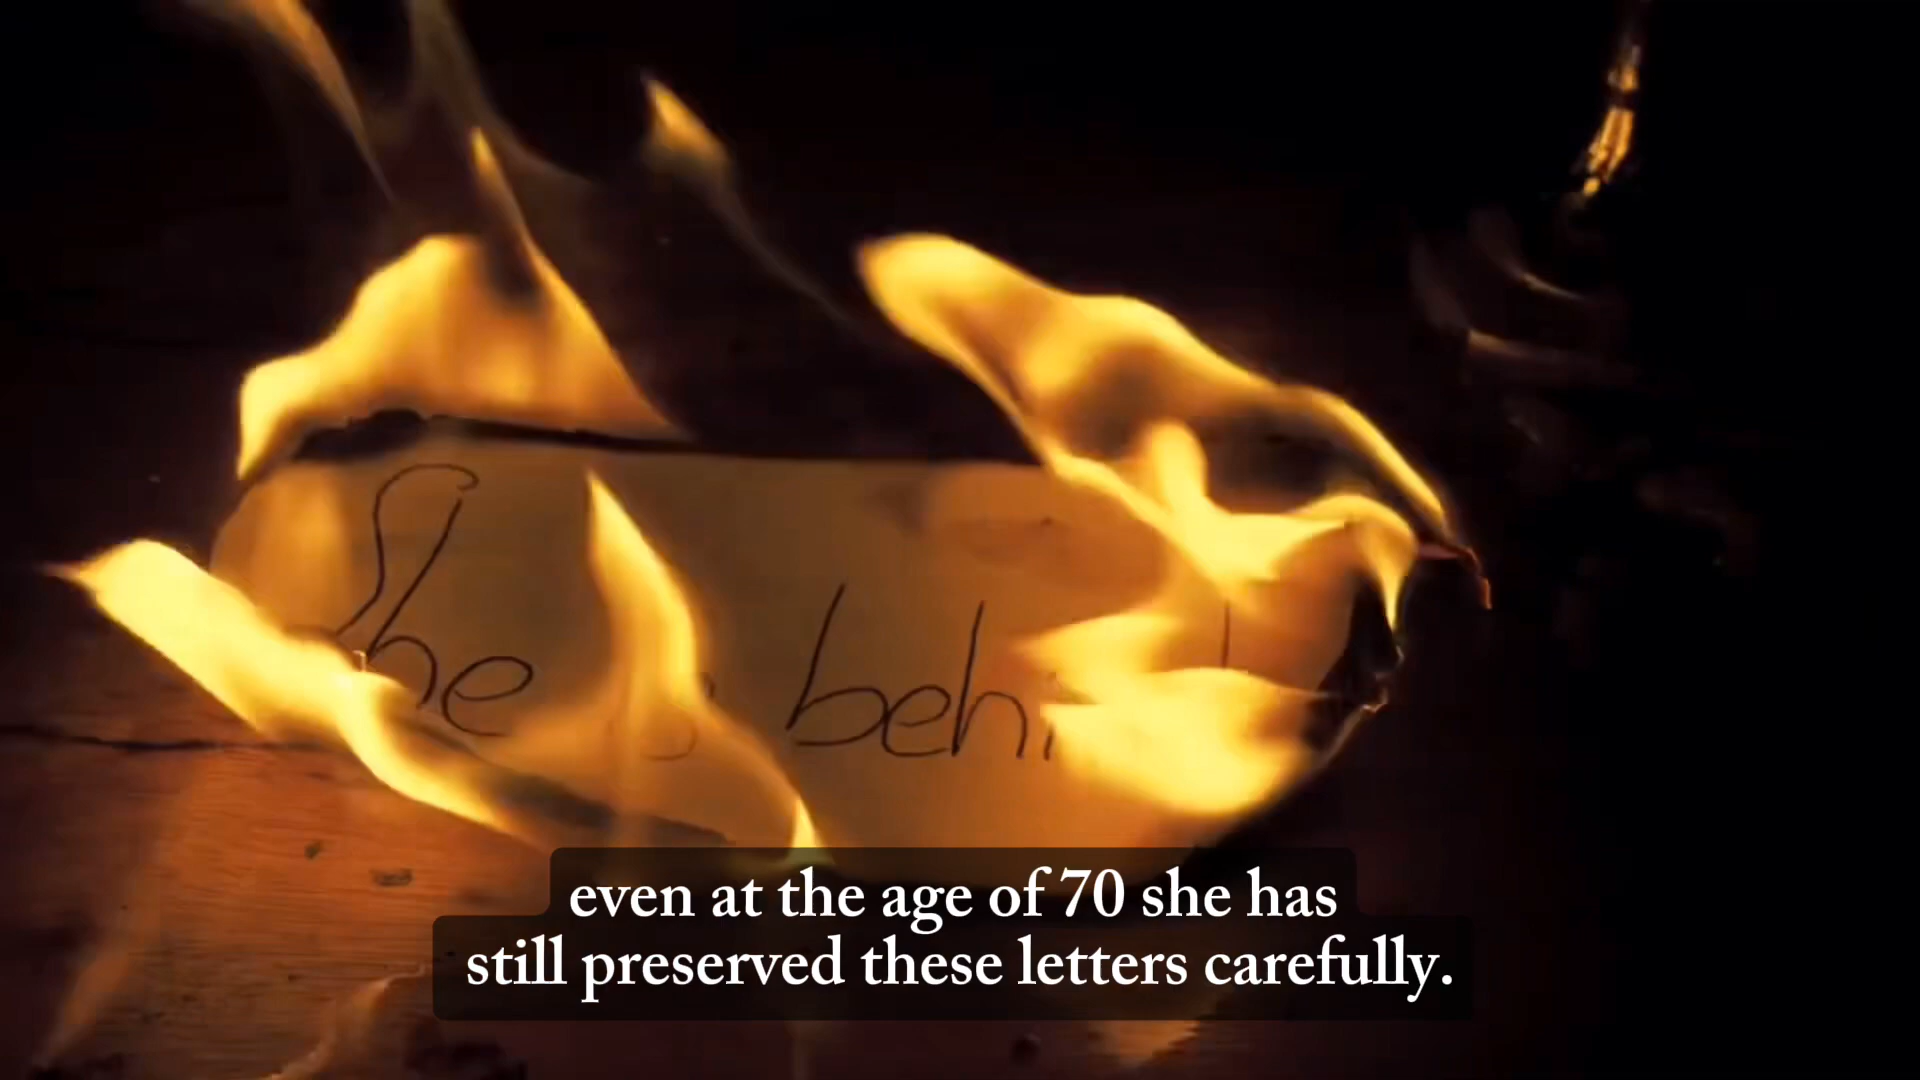 She
even at the age of 70 she has
still preserved these letters carefully.